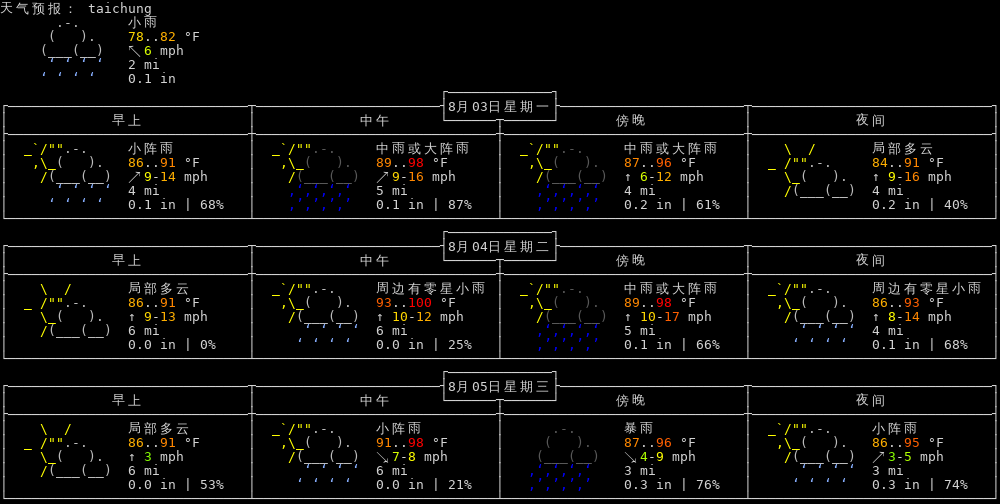 天气预报： taichung
小雨
78..82 °F
↖ 6 mph
2 mi
0.1 in
8月03日星期一
早上 中午 傍晚 夜间
小阵雨 中雨或大阵雨 中雨或大阵雨 局部多云
86..91 °F 89..98 °F 87..96 °F 84..91 °F
↗ 9-14 mph ↗ 9-16 mph ↑ 6-12 mph ↑ 9-16 mph
4 mi 5 mi 4 mi 4 mi
0.1 in | 68% 0.1 in | 87% 0.2 in | 61% 0.2 in | 40%
8月04日星期二
早上 中午 傍晚 夜间
局部多云 周边有零星小雨 中雨或大阵雨 周边有零星小雨
86..91 °F 93..100 °F 89..98 °F 86..93 °F
↑ 9-13 mph ↑ 10-12 mph ↑ 10-17 mph ↑ 8-14 mph
6 mi 6 mi 5 mi 4 mi
0.0 in | 0% 0.0 in | 25% 0.1 in | 66% 0.1 in | 68%
8月05日星期三
早上 中午 傍晚 夜间
局部多云 小阵雨 暴雨 小阵雨
86..91 °F 91..98 °F 87..96 °F 86..95 °F
↑ 3 mph ↘ 7-8 mph ↘ 4-9 mph ↗ 3-5 mph
6 mi 6 mi 3 mi 3 mi
0.0 in | 53% 0.0 in | 21% 0.3 in | 76% 0.3 in | 74%